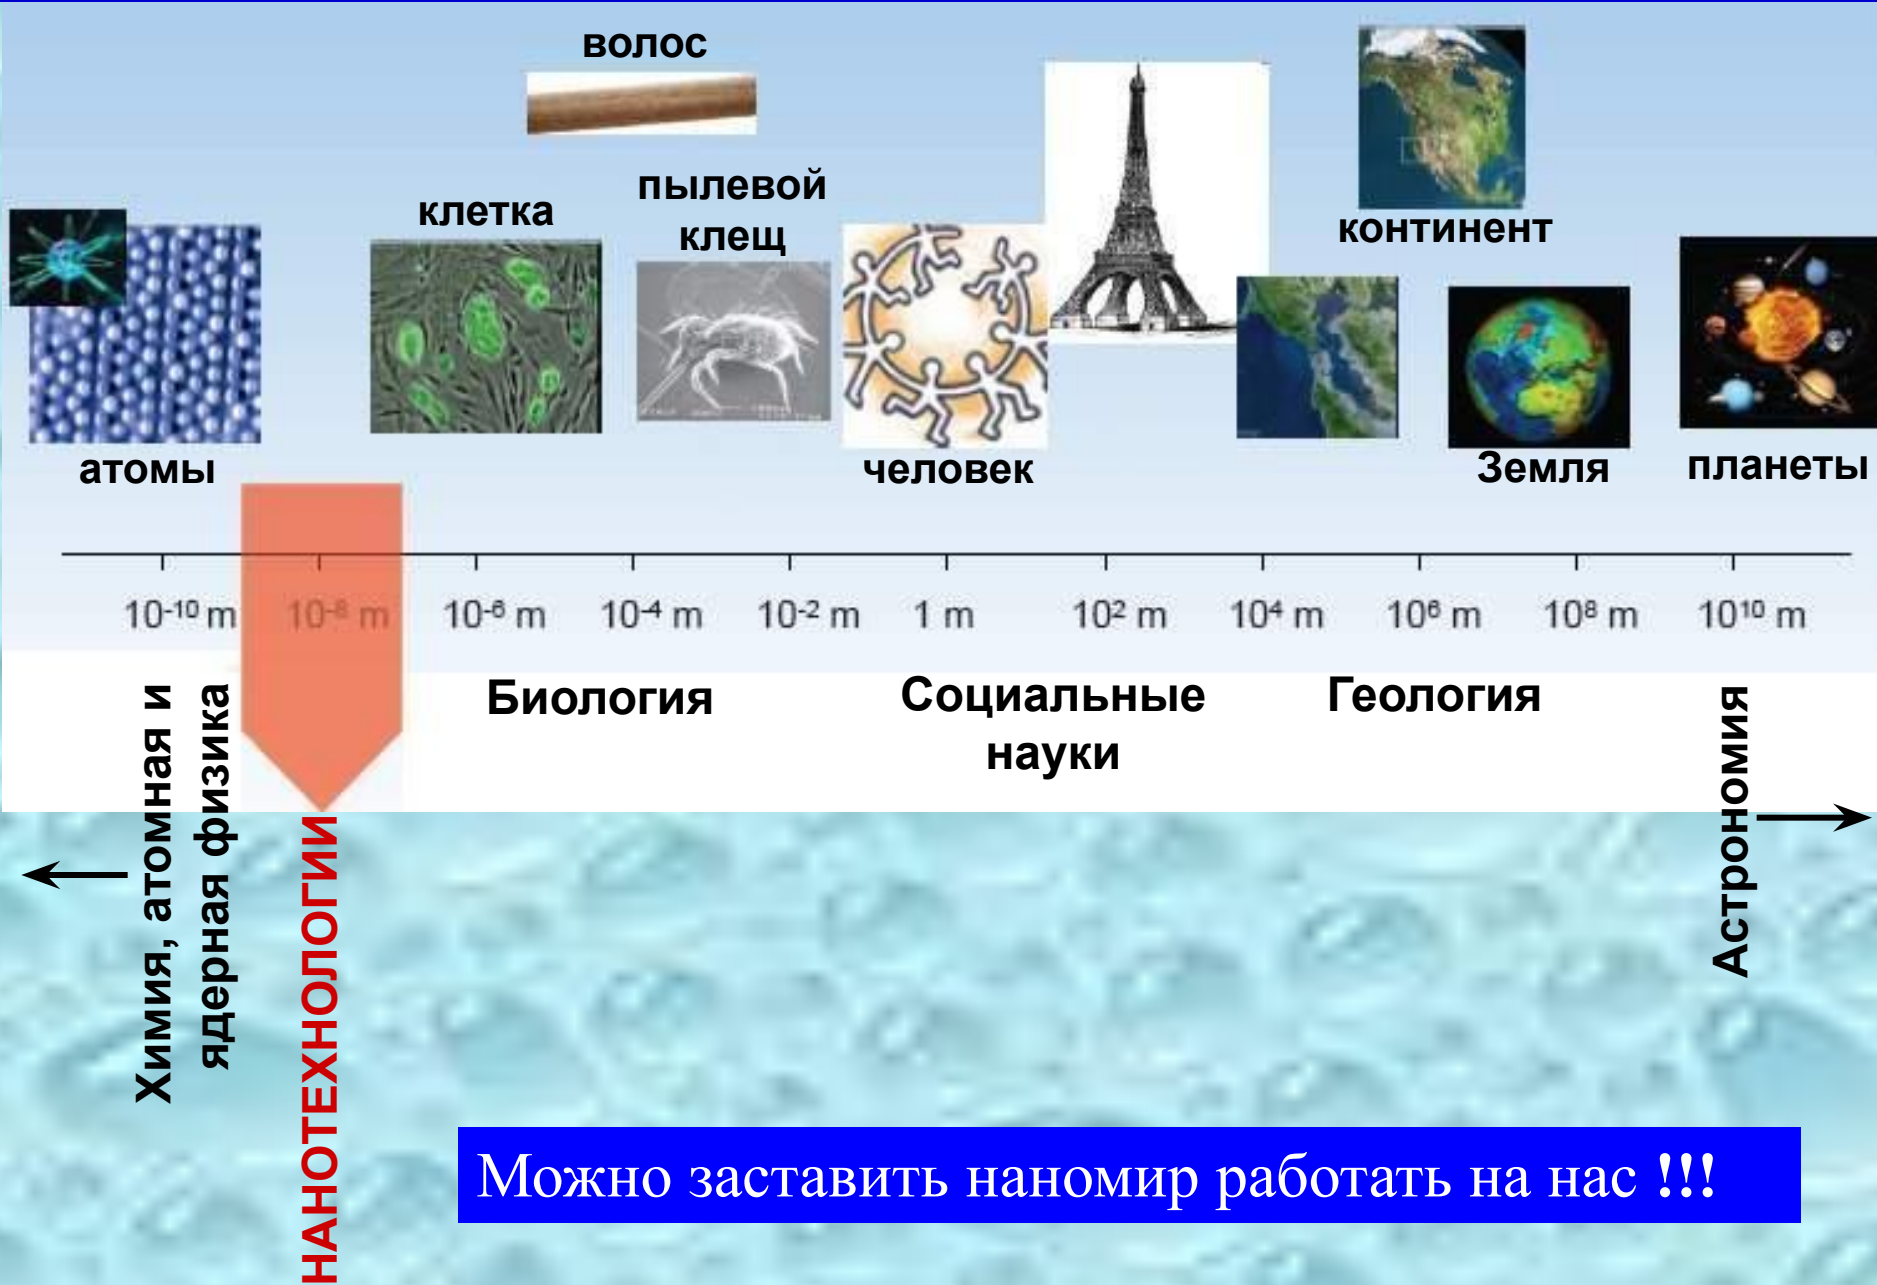 волос
пылевой
клещ
клетка
континент
атомы
человек
Земля
планеты
10⁻¹⁰ m
10⁻⁸ m
10⁻⁶ m
10⁻⁴ m
10⁻² m
1 m
10² m
10⁴ m
10⁶ m
10⁸ m
10¹⁰ m
Химия, атомная и
ядерная физика
НАНОТЕХНОЛОГИИ
Биология
Социальные
науки
Геология
Астрономия
Можно заставить наномир работать на нас !!!